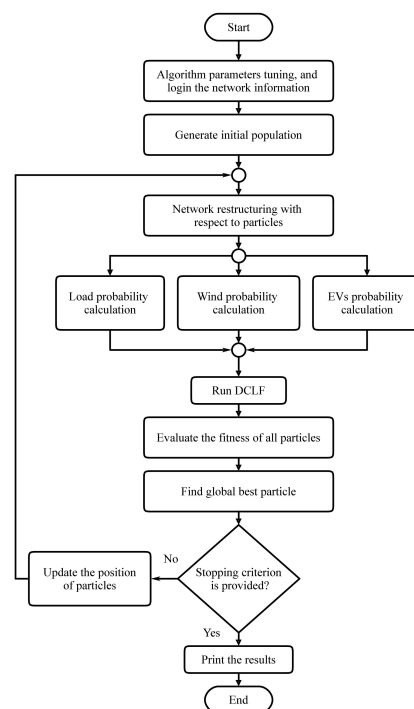 Start
Algorithm parameters tuning, and
login the network information
Generate initial population
Network restructuring with
respect to particles
Load probability
calculation
Wind probability
calculation
EVs probability
calculation
Run DCLF
Evaluate the fitness of all particles
Find global best particle
Stopping criterion
is provided?
No
Update the position
of particles
Yes
Print the results
End